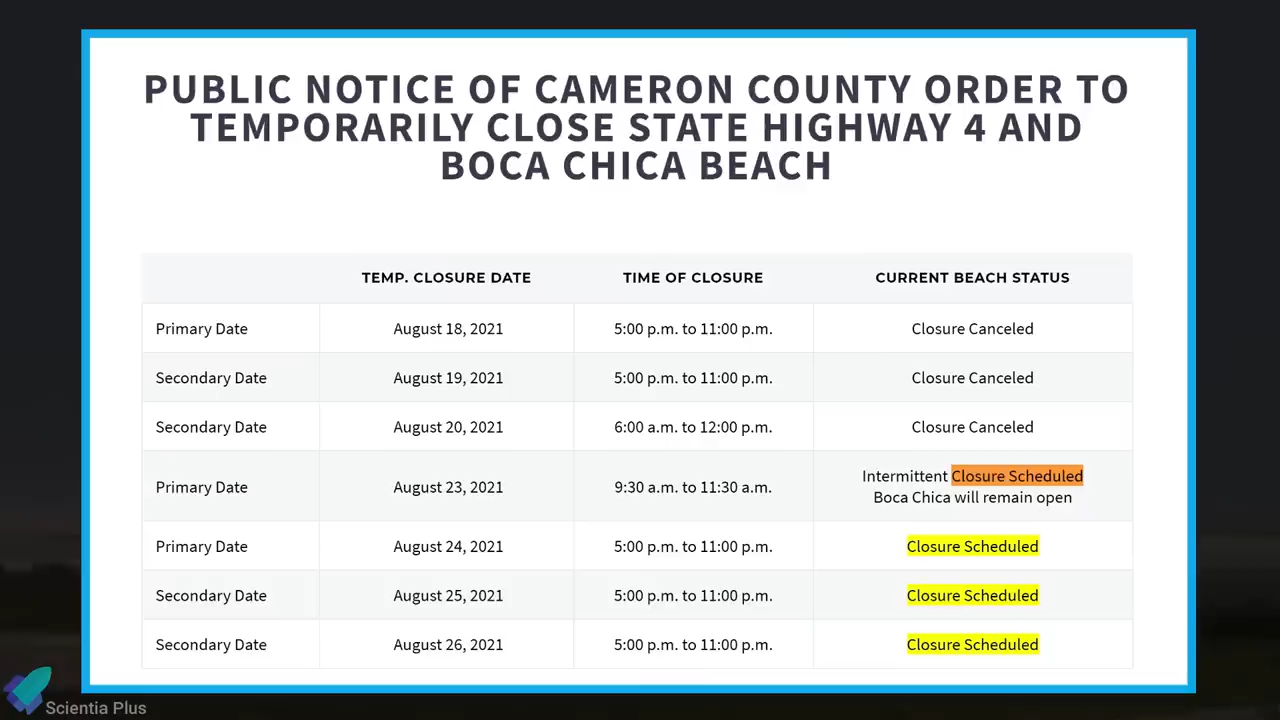 PUBLIC NOTICE OF CAMERON COUNTY ORDER TO
TEMPORARILY CLOSE STATE HIGHWAY 4 AND
BOCA CHICA BEACH
TEMP. CLOSURE DATE TIME OF CLOSURE CURRENT BEACH STATUS
Primary Date August 18, 2021 5:00 p.m. to 11:00 p.m. Closure Canceled
Secondary Date August 19, 2021 5:00 p.m. to 11:00 p.m. Closure Canceled
Secondary Date August 20, 2021 6:00 a.m. to 12:00 p.m. Closure Canceled
Primary Date August 23, 2021 9:30 a.m. to 11:30 a.m. Intermittent Closure Scheduled
Boca Chica will remain open
Primary Date August 24, 2021 5:00 p.m. to 11:00 p.m. Closure Scheduled
Secondary Date August 25, 2021 5:00 p.m. to 11:00 p.m. Closure Scheduled
Secondary Date August 26, 2021 5:00 p.m. to 11:00 p.m. Closure Scheduled
Scientia Plus